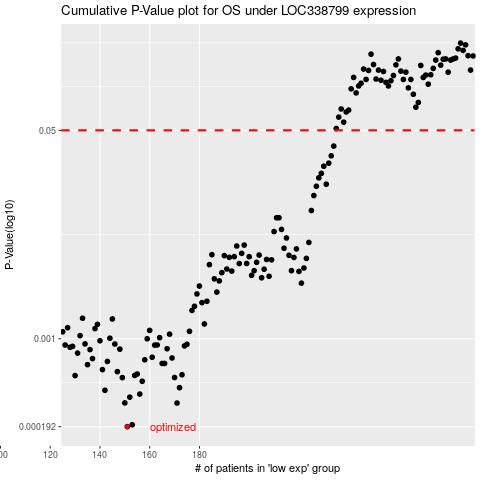 Cumulative P-Value plot for OS under LOC338799 expression
P-Value(log10)
0.05
0.001
0.000192
optimized
00 120 140 160 180
# of patients in 'low exp' group